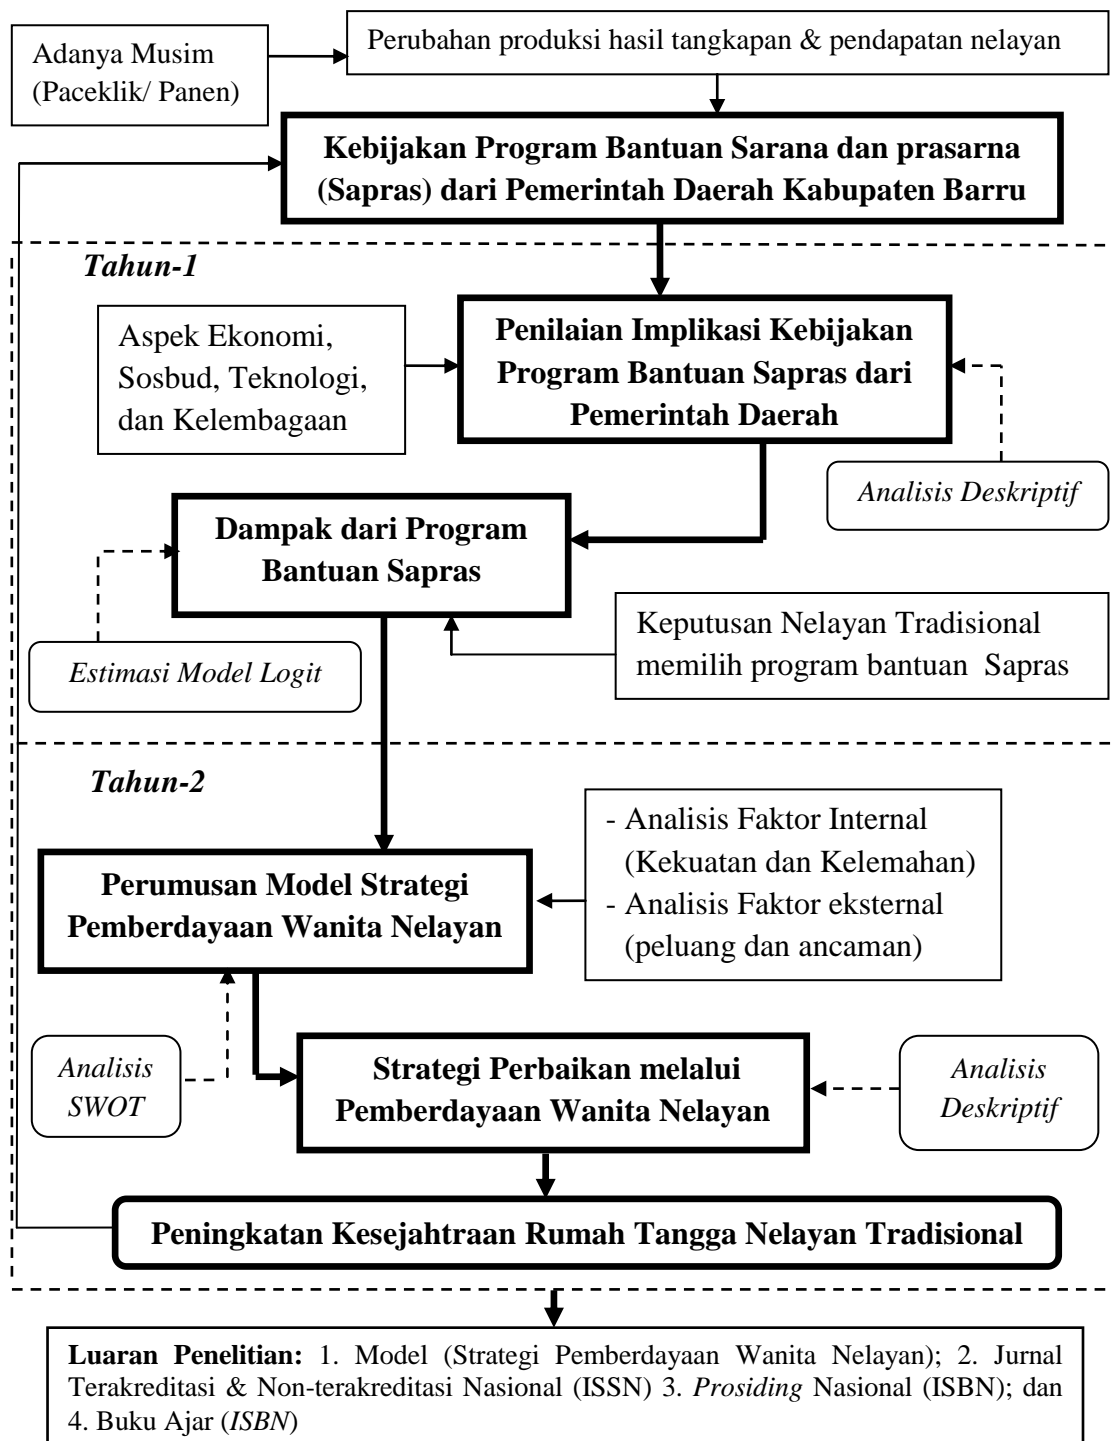 Adanya Musim
(Paceklik/ Panen)
Perubahan produksi hasil tangkapan & pendapatan nelayan
Kebijakan Program Bantuan Sarana dan prasarna
(Sapras) dari Pemerintah Daerah Kabupaten Barru
Tahun-1
Aspek Ekonomi,
Sosbud, Teknologi,
dan Kelembagaan
Penilaian Implikasi Kebijakan
Program Bantuan Sapras dari
Pemerintah Daerah
Analisis Deskriptif
Dampak dari Program
Bantuan Sapras
Estimasi Model Logit
Keputusan Nelayan Tradisional
memilih program bantuan Sapras
Tahun-2
- Analisis Faktor Internal
(Kekuatan dan Kelemahan)
- Analisis Faktor eksternal
(peluang dan ancaman)
Perumusan Model Strategi
Pemberdayaan Wanita Nelayan
Analisis
SWOT
Strategi Perbaikan melalui
Pemberdayaan Wanita Nelayan
Analisis
Deskriptif
Peningkatan Kesejahtraan Rumah Tangga Nelayan Tradisional
Luaran Penelitian: 1. Model (Strategi Pemberdayaan Wanita Nelayan); 2. Jurnal
Terakreditasi & Non-terakreditasi Nasional (ISSN) 3. Prosiding Nasional (ISBN); dan
4. Buku Ajar (ISBN)